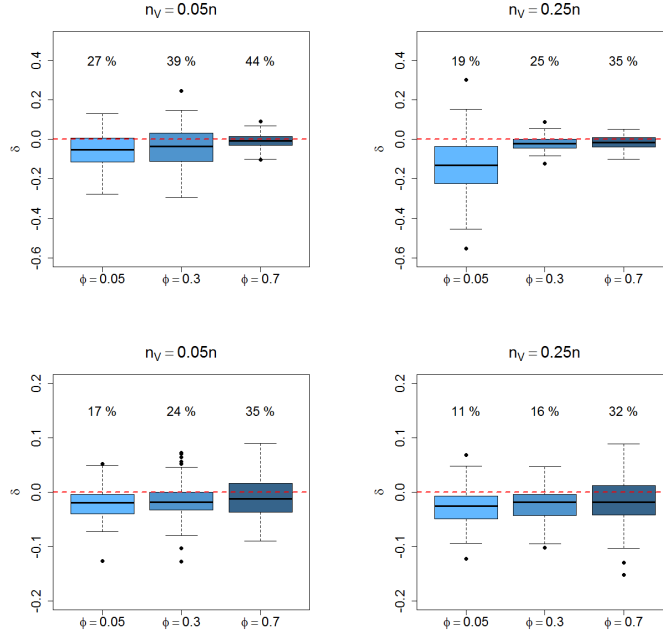 n_V = 0.05n
0.4
0.2
0.0
-0.2
-0.4
-0.6
δ
27 %
39 %
44 %
ϕ = 0.05
ϕ = 0.3
ϕ = 0.7
n_V = 0.25n
0.4
0.2
0.0
-0.2
-0.4
-0.6
δ
19 %
25 %
35 %
ϕ = 0.05
ϕ = 0.3
ϕ = 0.7
n_V = 0.05n
0.2
0.1
0.0
-0.1
-0.2
δ
17 %
24 %
35 %
ϕ = 0.05
ϕ = 0.3
ϕ = 0.7
n_V = 0.25n
0.2
0.1
0.0
-0.1
-0.2
δ
11 %
16 %
32 %
ϕ = 0.05
ϕ = 0.3
ϕ = 0.7